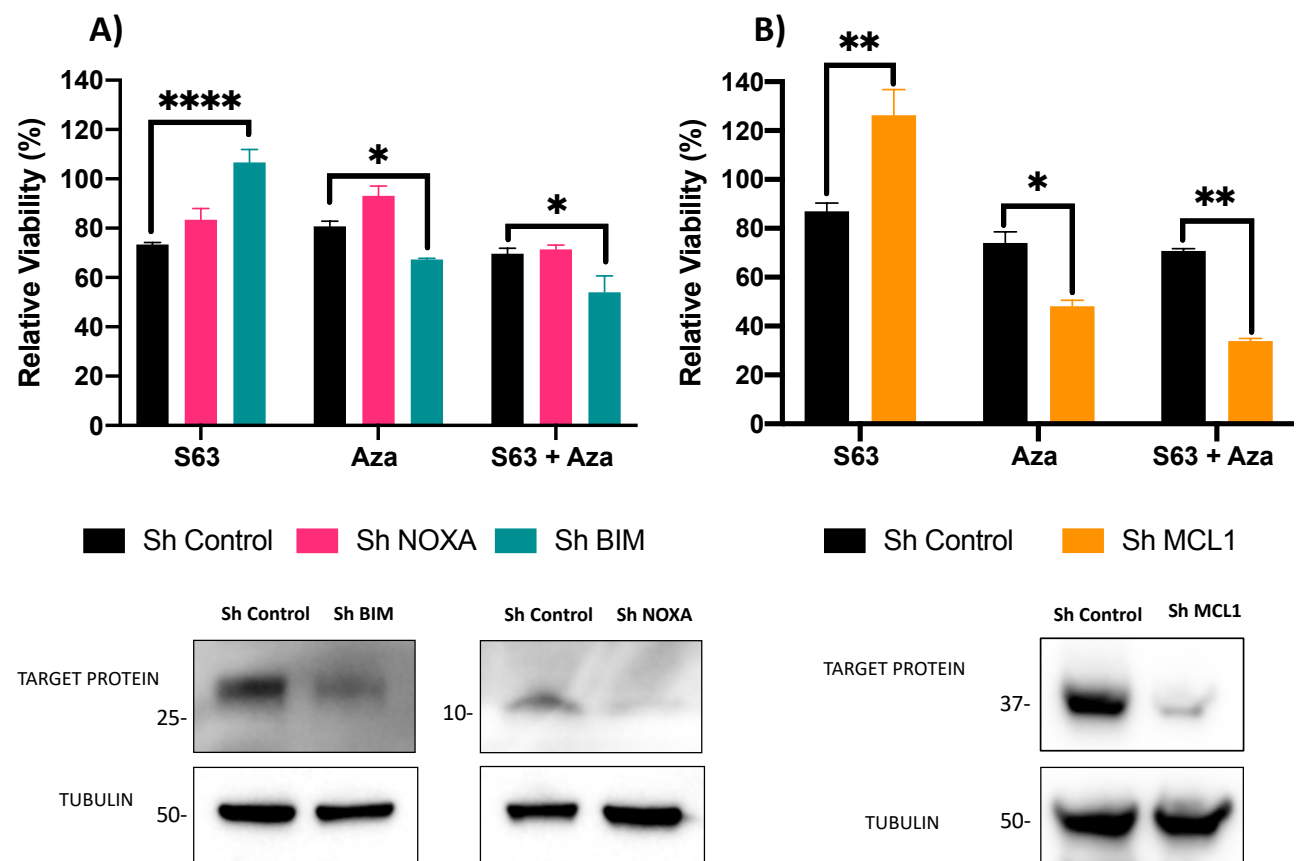 A)
Relative Viability (%)
140
120
100
80
60
40
20
0
****
*
*
S63
Aza
S63 + Aza
Sh Control
Sh NOXA
Sh BIM
Sh Control
Sh BIM
Sh Control
Sh NOXA
TARGET PROTEIN
25-
10-
TUBULIN
50-
B)
Relative Viability (%)
140
120
100
80
60
40
20
0
**
*
**
S63
Aza
S63 + Aza
Sh Control
Sh MCL1
Sh Control
Sh MCL1
TARGET PROTEIN
37-
TUBULIN
50-